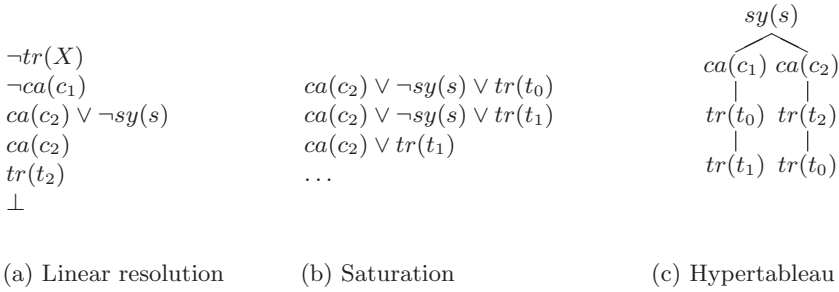 ¬tr(X)
¬ca(c₁)
ca(c₂) ∨ ¬sy(s)
ca(c₂)
tr(t₂)
⊥
(a) Linear resolution
ca(c₂) ∨ ¬sy(s) ∨ tr(t₀)
ca(c₂) ∨ ¬sy(s) ∨ tr(t₁)
ca(c₂) ∨ tr(t₁)
...
(b) Saturation
sy(s)
ca(c₁) ca(c₂)
tr(t₀) tr(t₂)
tr(t₁) tr(t₀)
(c) Hypertableau